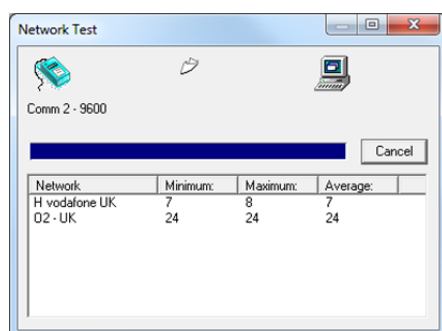 Network Test
Comm 2 - 9600
Cancel
Network Minimum: Maximum: Average:
H vodafone UK 7 8 7
O2 - UK 24 24 24